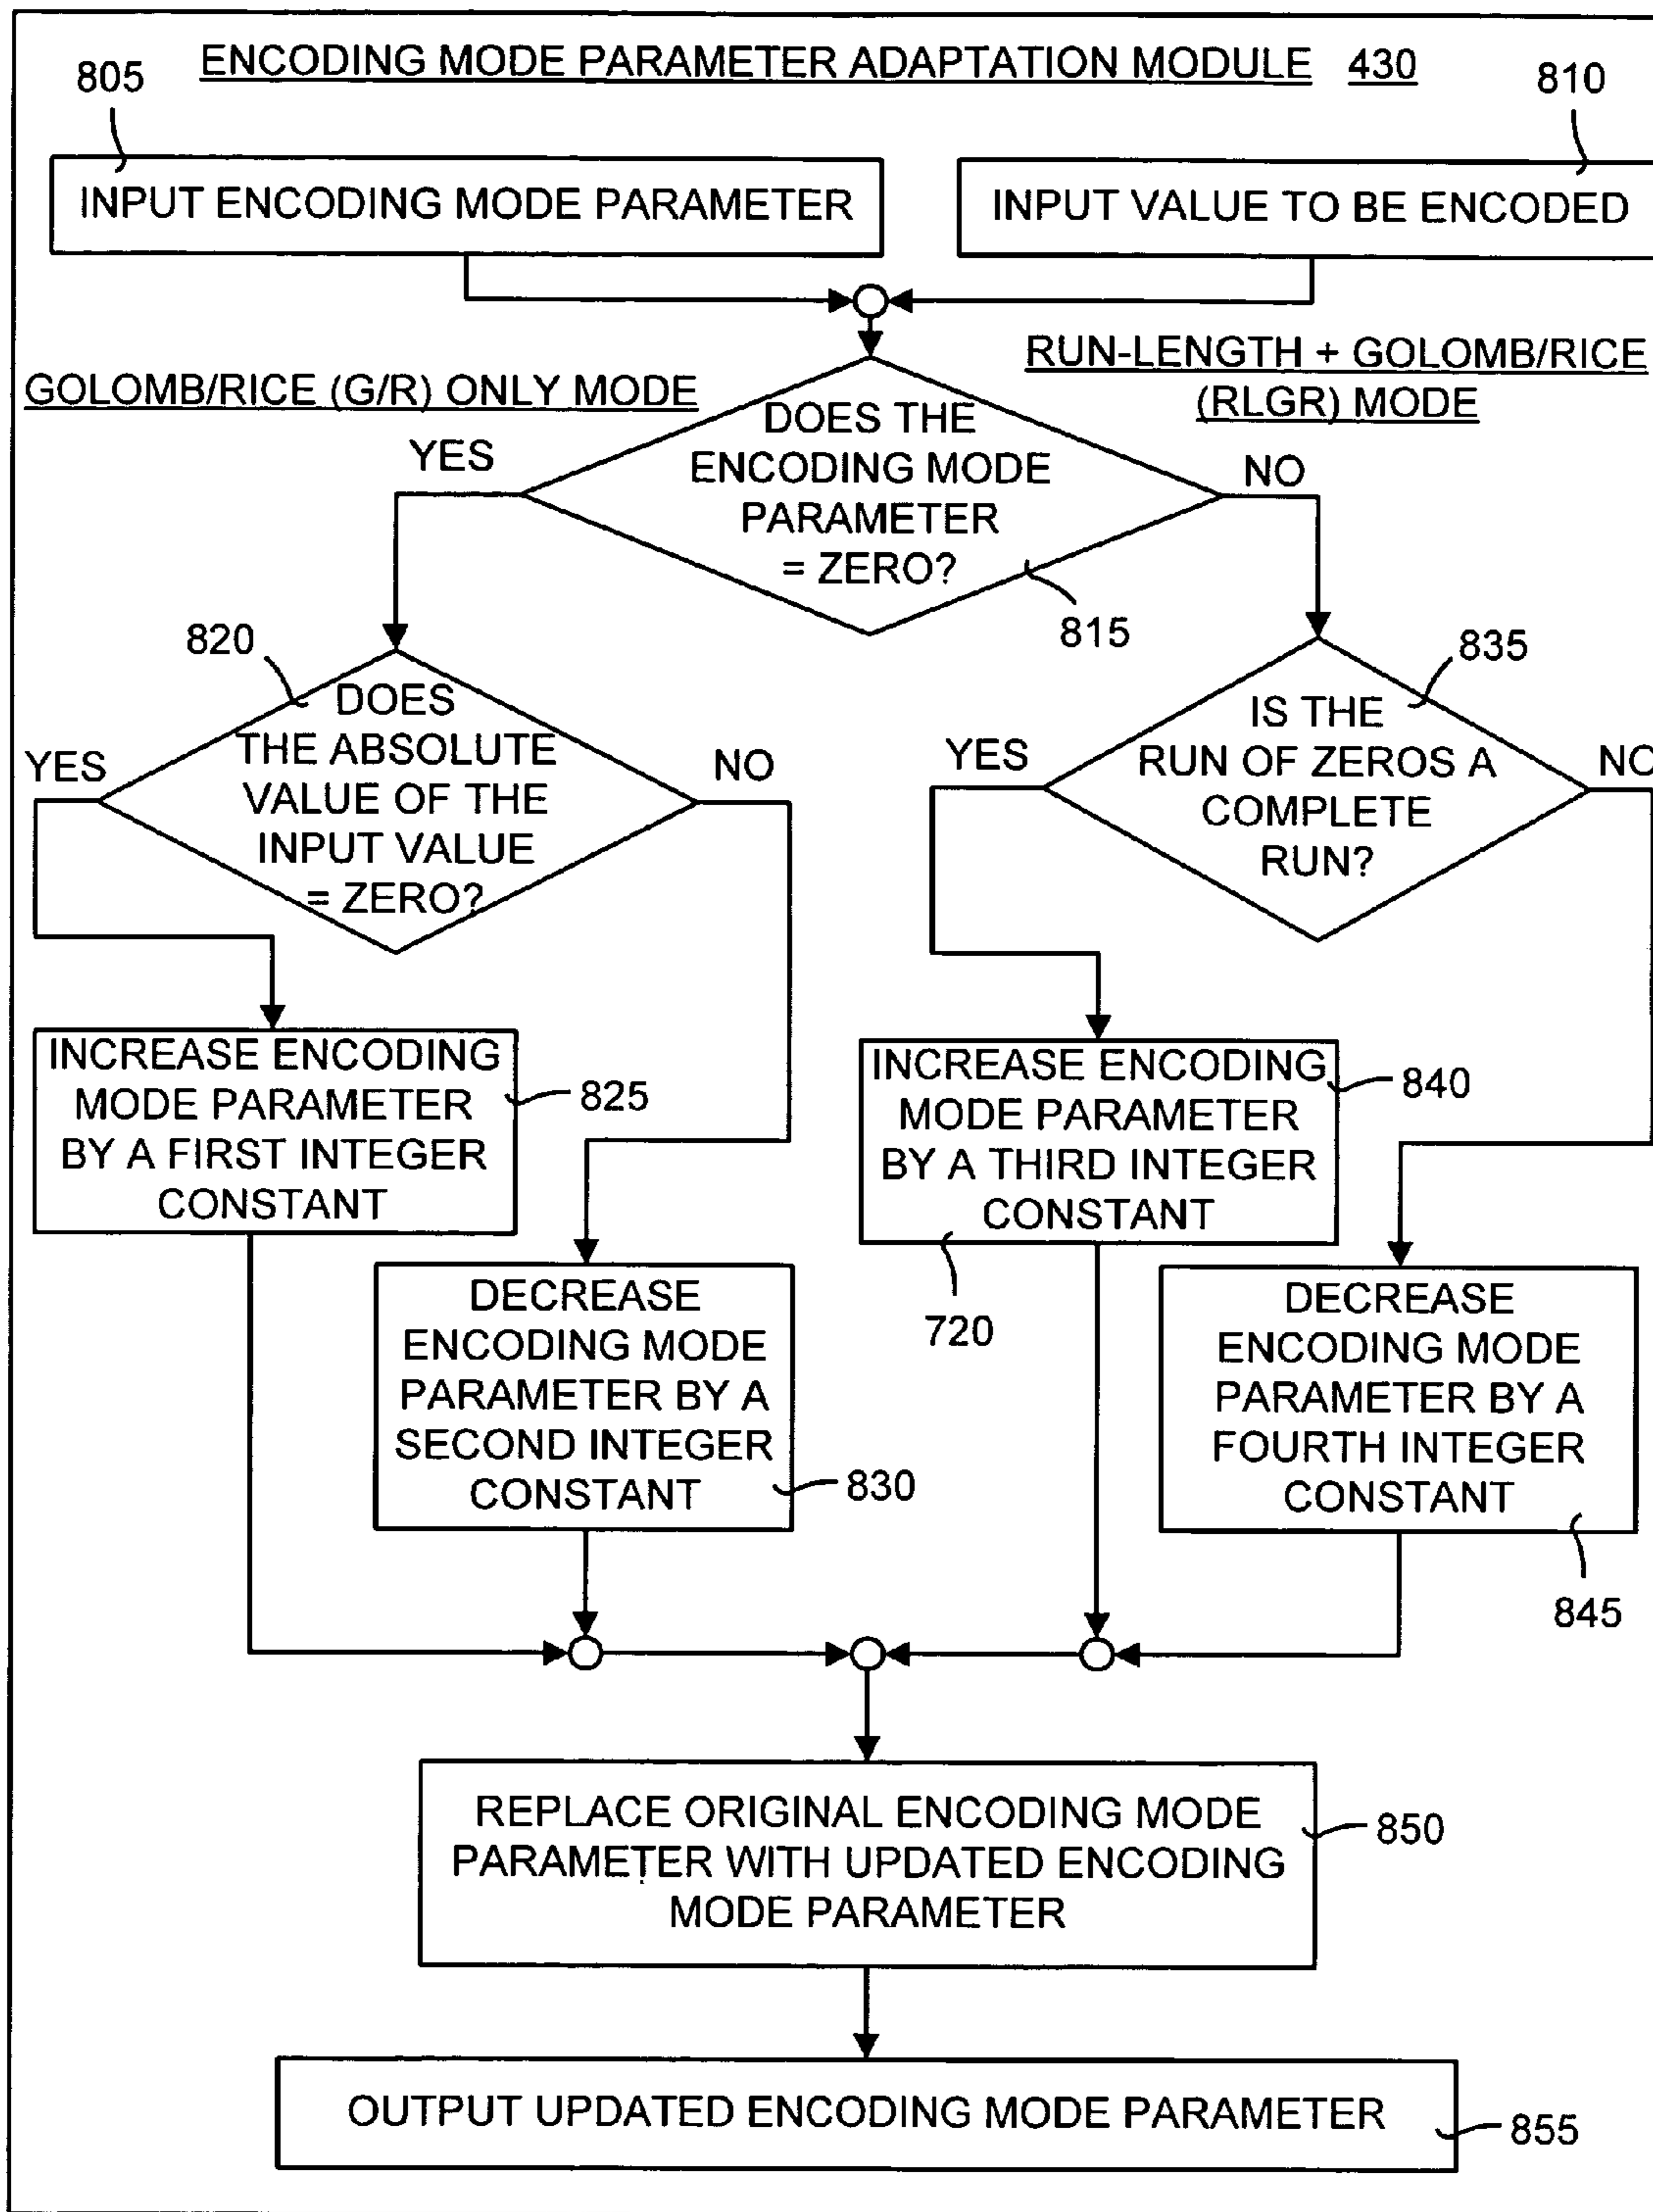 ENCODING MODE PARAMETER ADAPTATION MODULE 430
805
810
INPUT ENCODING MODE PARAMETER
INPUT VALUE TO BE ENCODED
GOLOMB/RICE (G/R) ONLY MODE
RUN-LENGTH + GOLOMB/RICE
(RLGR) MODE
DOES THE
ENCODING MODE
PARAMETER
= ZERO?
YES
NO
815
820
DOES
THE ABSOLUTE
VALUE OF THE
INPUT VALUE
= ZERO?
YES
NO
835
IS THE
RUN OF ZEROS A
COMPLETE
RUN?
YES
NO
INCREASE ENCODING
MODE PARAMETER
BY A FIRST INTEGER
CONSTANT
825
INCREASE ENCODING
MODE PARAMETER
BY A THIRD INTEGER
CONSTANT
840
720
DECREASE
ENCODING MODE
PARAMETER BY A
SECOND INTEGER
CONSTANT
830
DECREASE
ENCODING MODE
PARAMETER BY A
FOURTH INTEGER
CONSTANT
845
REPLACE ORIGINAL ENCODING MODE
PARAMETER WITH UPDATED ENCODING
MODE PARAMETER
850
OUTPUT UPDATED ENCODING MODE PARAMETER
855